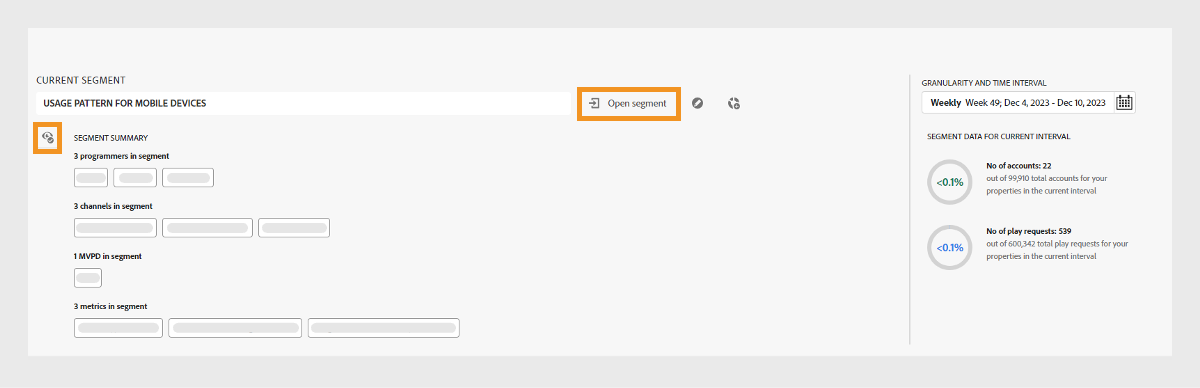 CURRENT SEGMENT
USAGE PATTERN FOR MOBILE DEVICES
Open segment
SEGMENT SUMMARY
3 programmers in segment
3 channels in segment
1 MVPD in segment
3 metrics in segment
GRANULARITY AND TIME INTERVAL
Weekly Week 49; Dec 4, 2023 - Dec 10, 2023
SEGMENT DATA FOR CURRENT INTERVAL
<0.1%
No of accounts: 22
out of 99,910 total accounts for your
properties in the current interval
<0.1%
No of play requests: 539
out of 600,342 total play requests for your
properties in the current interval